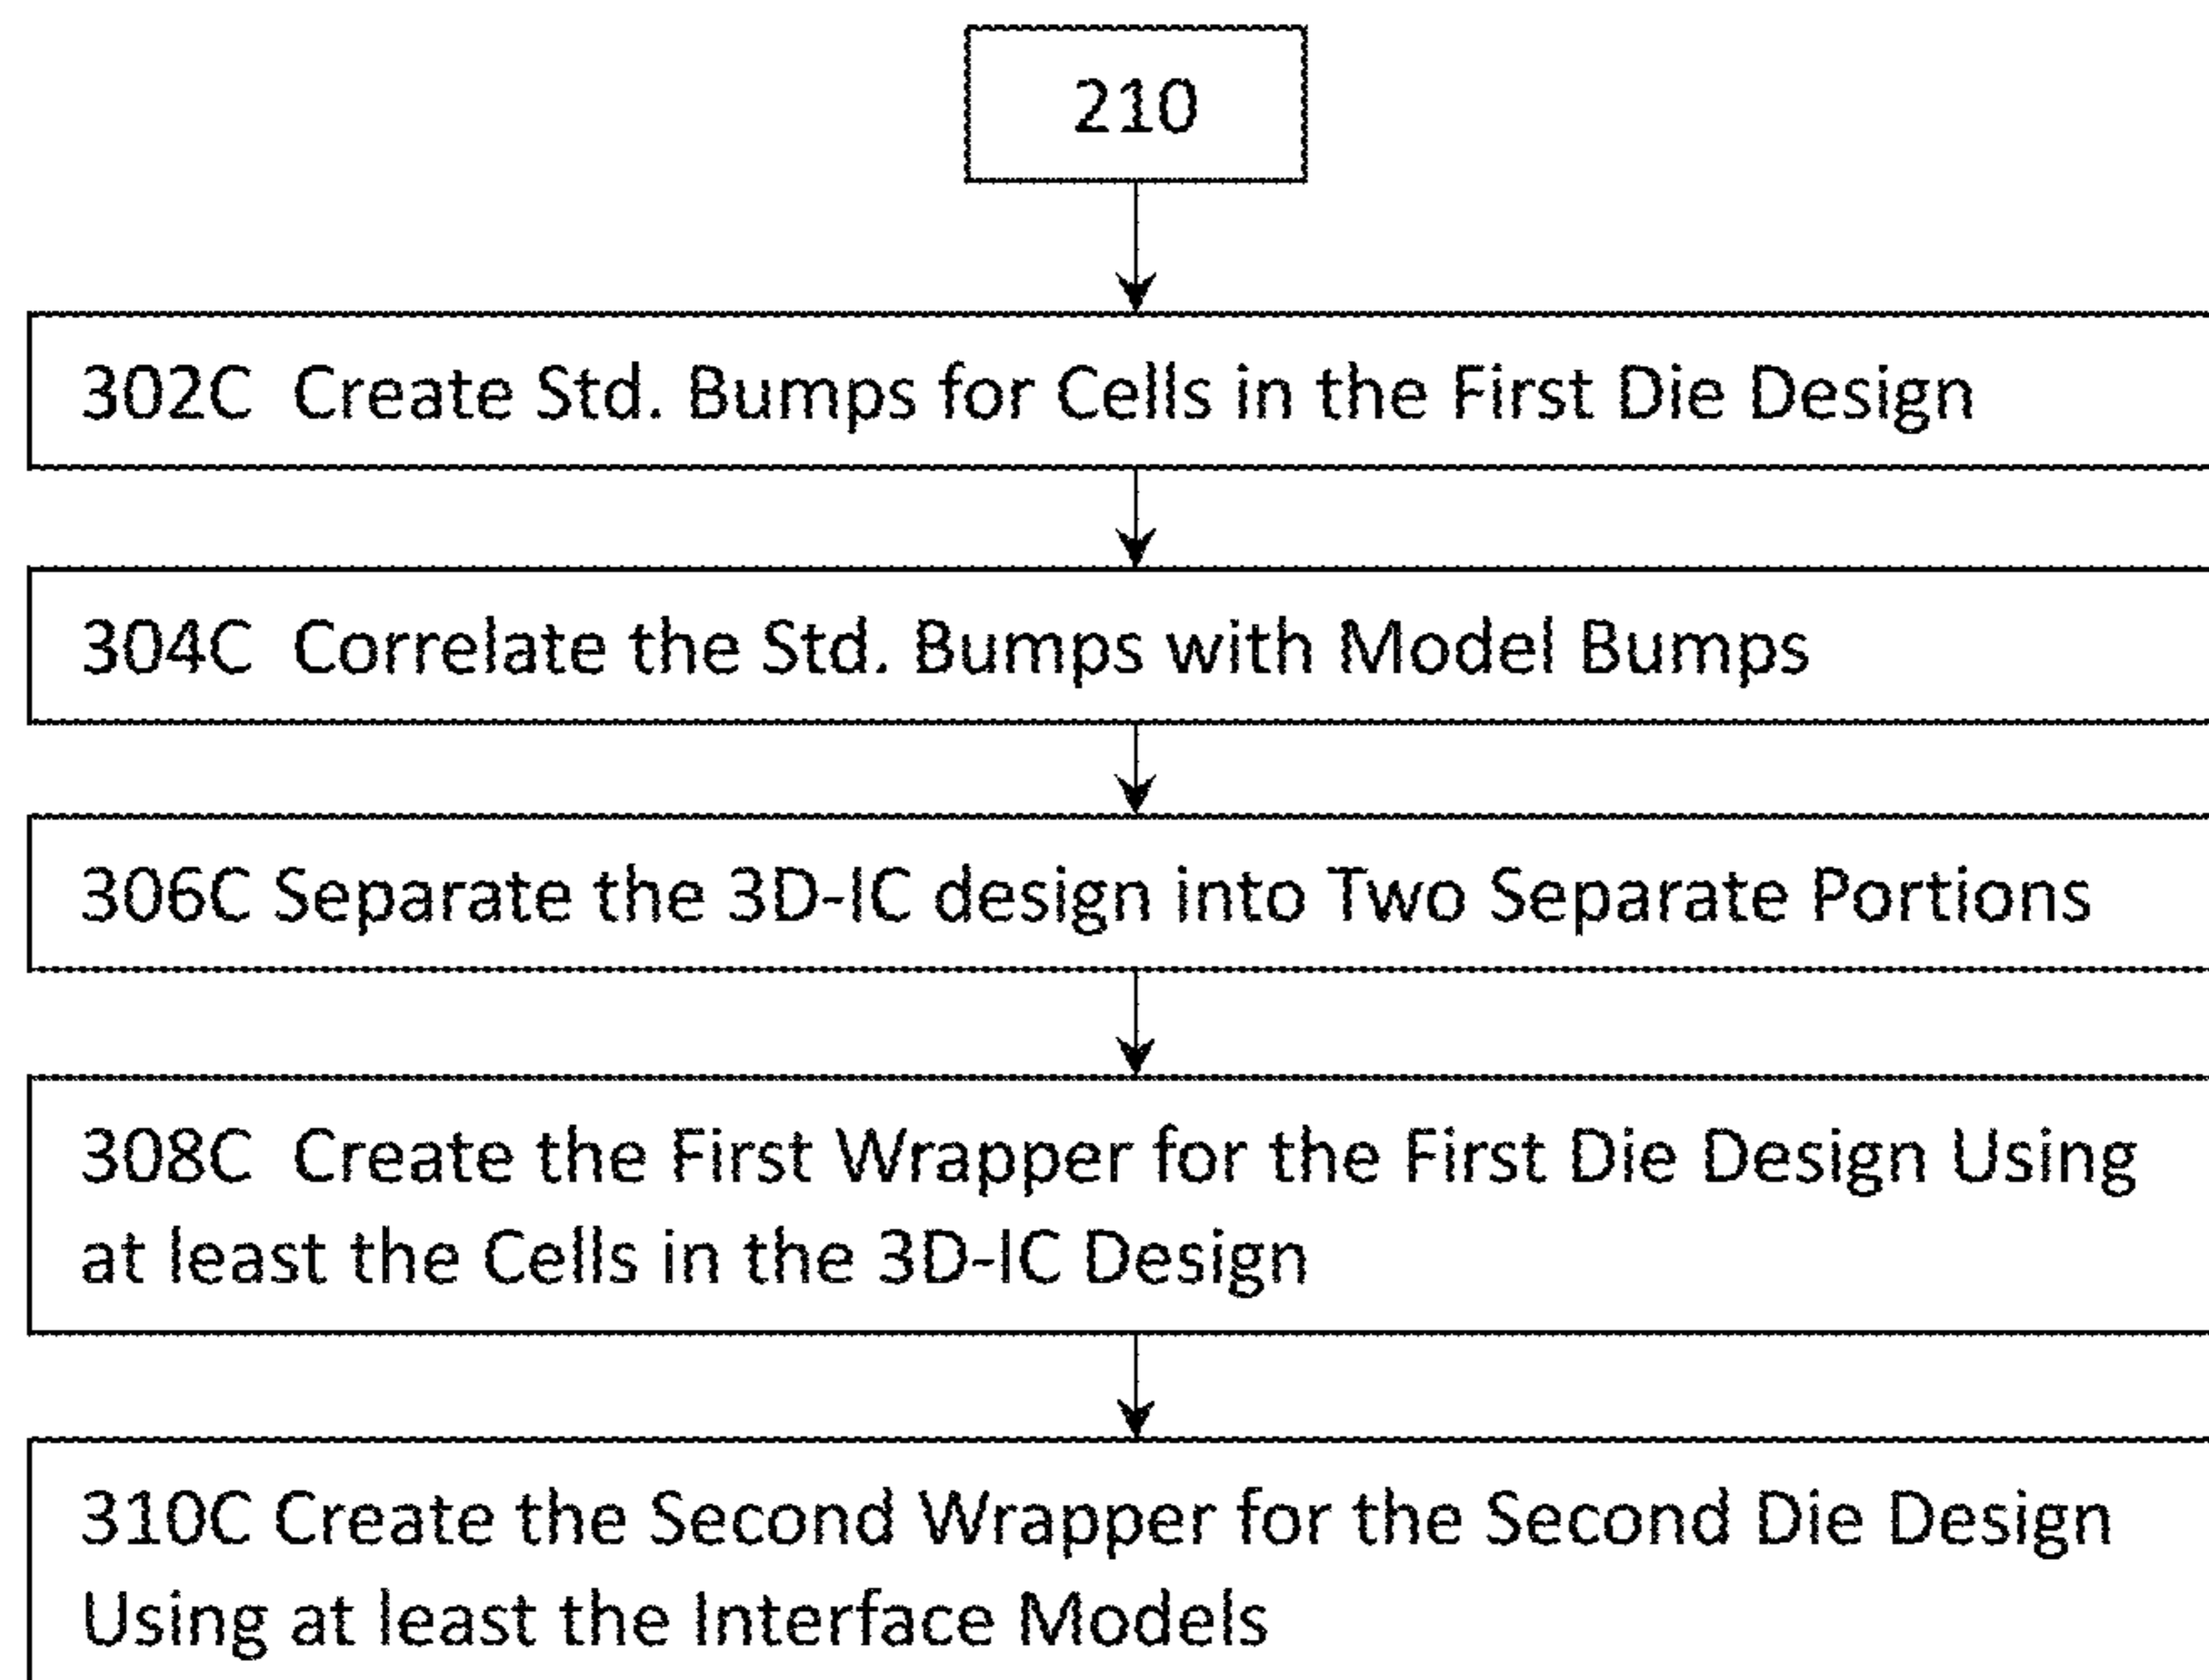 210
302C Create Std. Bumps for Cells in the First Die Design
304C Correlate the Std. Bumps with Model Bumps
306C Separate the 3D-IC design into Two Separate Portions
308C Create the First Wrapper for the First Die Design Using
at least the Cells in the 3D-IC Design
310C Create the Second Wrapper for the Second Die Design
Using at least the Interface Models